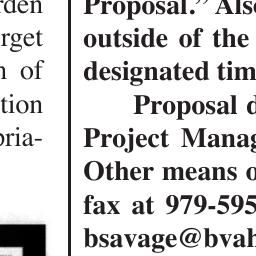 rden
rget
n of
tion
pria-
Proposal.” Also
outside of the
designated tim
Proposal d
Project Manag
Other means o
fax at 979-595
bsavage@bvah